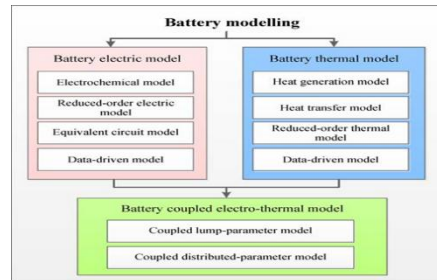 Battery modelling
Battery electric model
Electrochemical model
Reduced-order electric
model
Equivalent circuit model
Data-driven model
Battery thermal model
Heat generation model
Heat transfer model
Reduced-order thermal
model
Data-driven model
Battery coupled electro-thermal model
Coupled lump-parameter model
Coupled distributed-parameter model